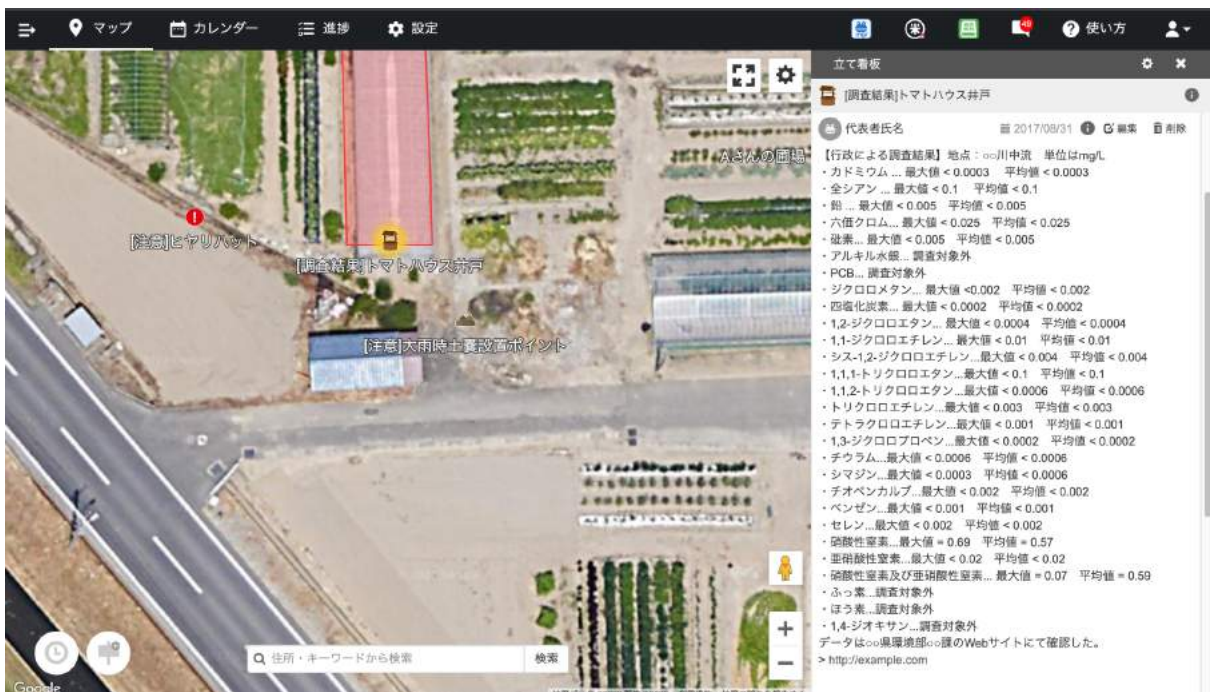 マップ
カレンダー
進捗
設定
49
使い方
立て看板
[調査結果]トマトハウス井戸
代表者氏名 2017/08/31 編集 削除
【行政による調査結果】地点：○○川中流 単位はmg/L
・カドミウム ... 最大値 < 0.0003 平均値 < 0.0003
・全シアン ... 最大値 < 0.1 平均値 < 0.1
・鉛 ... 最大値 < 0.005 平均値 < 0.005
・六価クロム... 最大値 < 0.025 平均値 < 0.025
・砒素... 最大値 < 0.005 平均値 < 0.005
・アルキル水銀... 調査対象外
・PCB... 調査対象外
・ジクロロメタン... 最大値 <0.002 平均値 < 0.002
・四塩化炭素... 最大値 < 0.0002 平均値 < 0.0002
・1,2-ジクロロエタン... 最大値 < 0.0004 平均値 < 0.0004
・1,1-ジクロロエチレン... 最大値 < 0.01 平均値 < 0.01
・シス-1,2-ジクロロエチレン...最大値 < 0.004 平均値 < 0.004
・1,1,1-トリクロロエタン...最大値 < 0.1 平均値 < 0.1
・1,1,2-トリクロロエタン...最大値 < 0.0006 平均値 < 0.0006
・トリクロロエチレン...最大値 < 0.003 平均値 < 0.003
・テトラクロロエチレン...最大値 < 0.001 平均値 < 0.001
・1,3-ジクロロプロペン...最大値 < 0.0002 平均値 < 0.0002
・チウラム...最大値 < 0.0006 平均値 < 0.0006
・シマジン...最大値 < 0.0003 平均値 < 0.0006
・チオベンカルブ...最大値 < 0.002 平均値 < 0.002
・ベンゼン...最大値 < 0.001 平均値 < 0.001
・セレン...最大値 < 0.002 平均値 < 0.002
・硝酸性窒素...最大値 = 0.69 平均値 = 0.57
・亜硝酸性窒素...最大値 < 0.02 平均値 < 0.02
・硝酸性窒素及び亜硝酸性窒素... 最大値 = 0.07 平均値 = 0.59
・ふっ素...調査対象外
・ほう素...調査対象外
・1,4-ジオキサン...調査対象外
データは○○県環境部○○課のWebサイトにて確認した。
> http://example.com
Aさんの圃場
[注意]ヒヤリハット
[調査結果]トマトハウス井戸
[注意]大雨時土嚢設置ポイント
住所・キーワードから検索
検索
Google